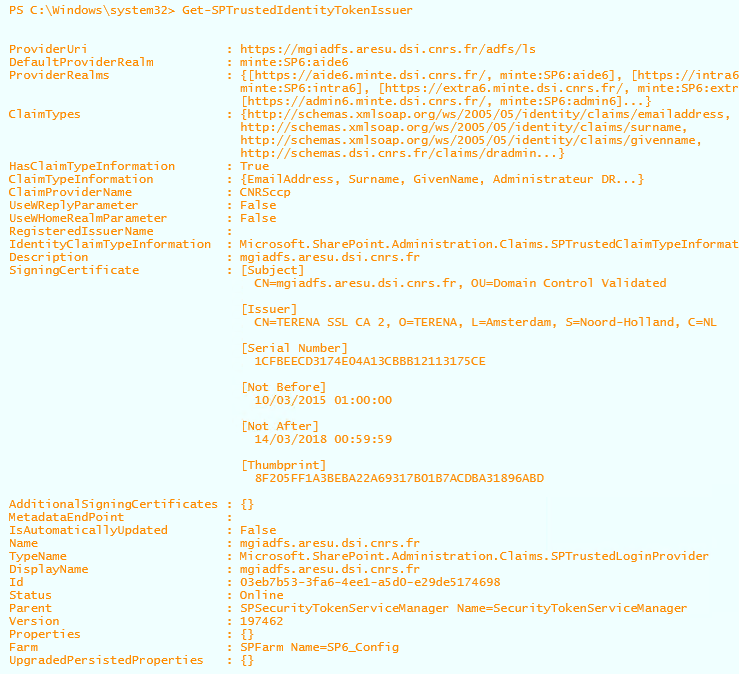 PS C:\Windows\system32> Get-SPTrustedIdentityTokenIssuer
ProviderUri : https://mgiadfs.aresu.dsi.cnrs.fr/adfs/ls
DefaultProviderRealm : minte:SP6:aide6
ProviderRealms : {[https://aide6.minte.dsi.cnrs.fr/, minte:SP6:aide6], [https://intra6
minte:SP6:intra6], [https://extra6.minte.dsi.cnrs.fr/, minte:SP6:extr
[https://admin6.minte.dsi.cnrs.fr/, minte:SP6:admin6]...}
ClaimTypes : {http://schemas.xmlsoap.org/ws/2005/05/identity/claims/emailaddress,
http://schemas.xmlsoap.org/ws/2005/05/identity/claims/surname,
http://schemas.xmlsoap.org/ws/2005/05/identity/claims/givenname,
http://schemas.dsi.cnrs.fr/claims/dradmin...}
HasClaimTypeInformation : True
ClaimTypeInformation : {EmailAddress, Surname, GivenName, Administrateur DR...}
ClaimProviderName : CNRSccp
UseWReplyParameter : False
UseWHomeRealmParameter : False
RegisteredIssuerName :
IdentityClaimTypeInformation : Microsoft.SharePoint.Administration.Claims.SPTrustedClaimTypeInformat
Description : mgiadfs.aresu.dsi.cnrs.fr
SigningCertificate : [Subject]
CN=mgiadfs.aresu.dsi.cnrs.fr, OU=Domain Control Validated
[Issuer]
CN=TERENA SSL CA 2, O=TERENA, L=Amsterdam, S=Noord-Holland, C=NL
[Serial Number]
1CFBEECD3174E04A13CBBB12113175CE
[Not Before]
10/03/2015 01:00:00
[Not After]
14/03/2018 00:59:59
[Thumbprint]
8F205FF1A3BEBA22A69317B01B7ACDBA31896ABD
AdditionalSigningCertificates : {}
MetadataEndPoint :
IsAutomaticallyUpdated : False
Name : mgiadfs.aresu.dsi.cnrs.fr
TypeName : Microsoft.SharePoint.Administration.Claims.SPTrustedLoginProvider
DisplayName : mgiadfs.aresu.dsi.cnrs.fr
Id : 03eb7b53-3fa6-4ee1-a5d0-e29de5174698
Status : Online
Parent : SPSecurityTokenServiceManager Name=SecurityTokenServiceManager
Version : 197462
Properties : {}
Farm : SPFarm Name=SP6_Config
UpgradedPersistedProperties : {}